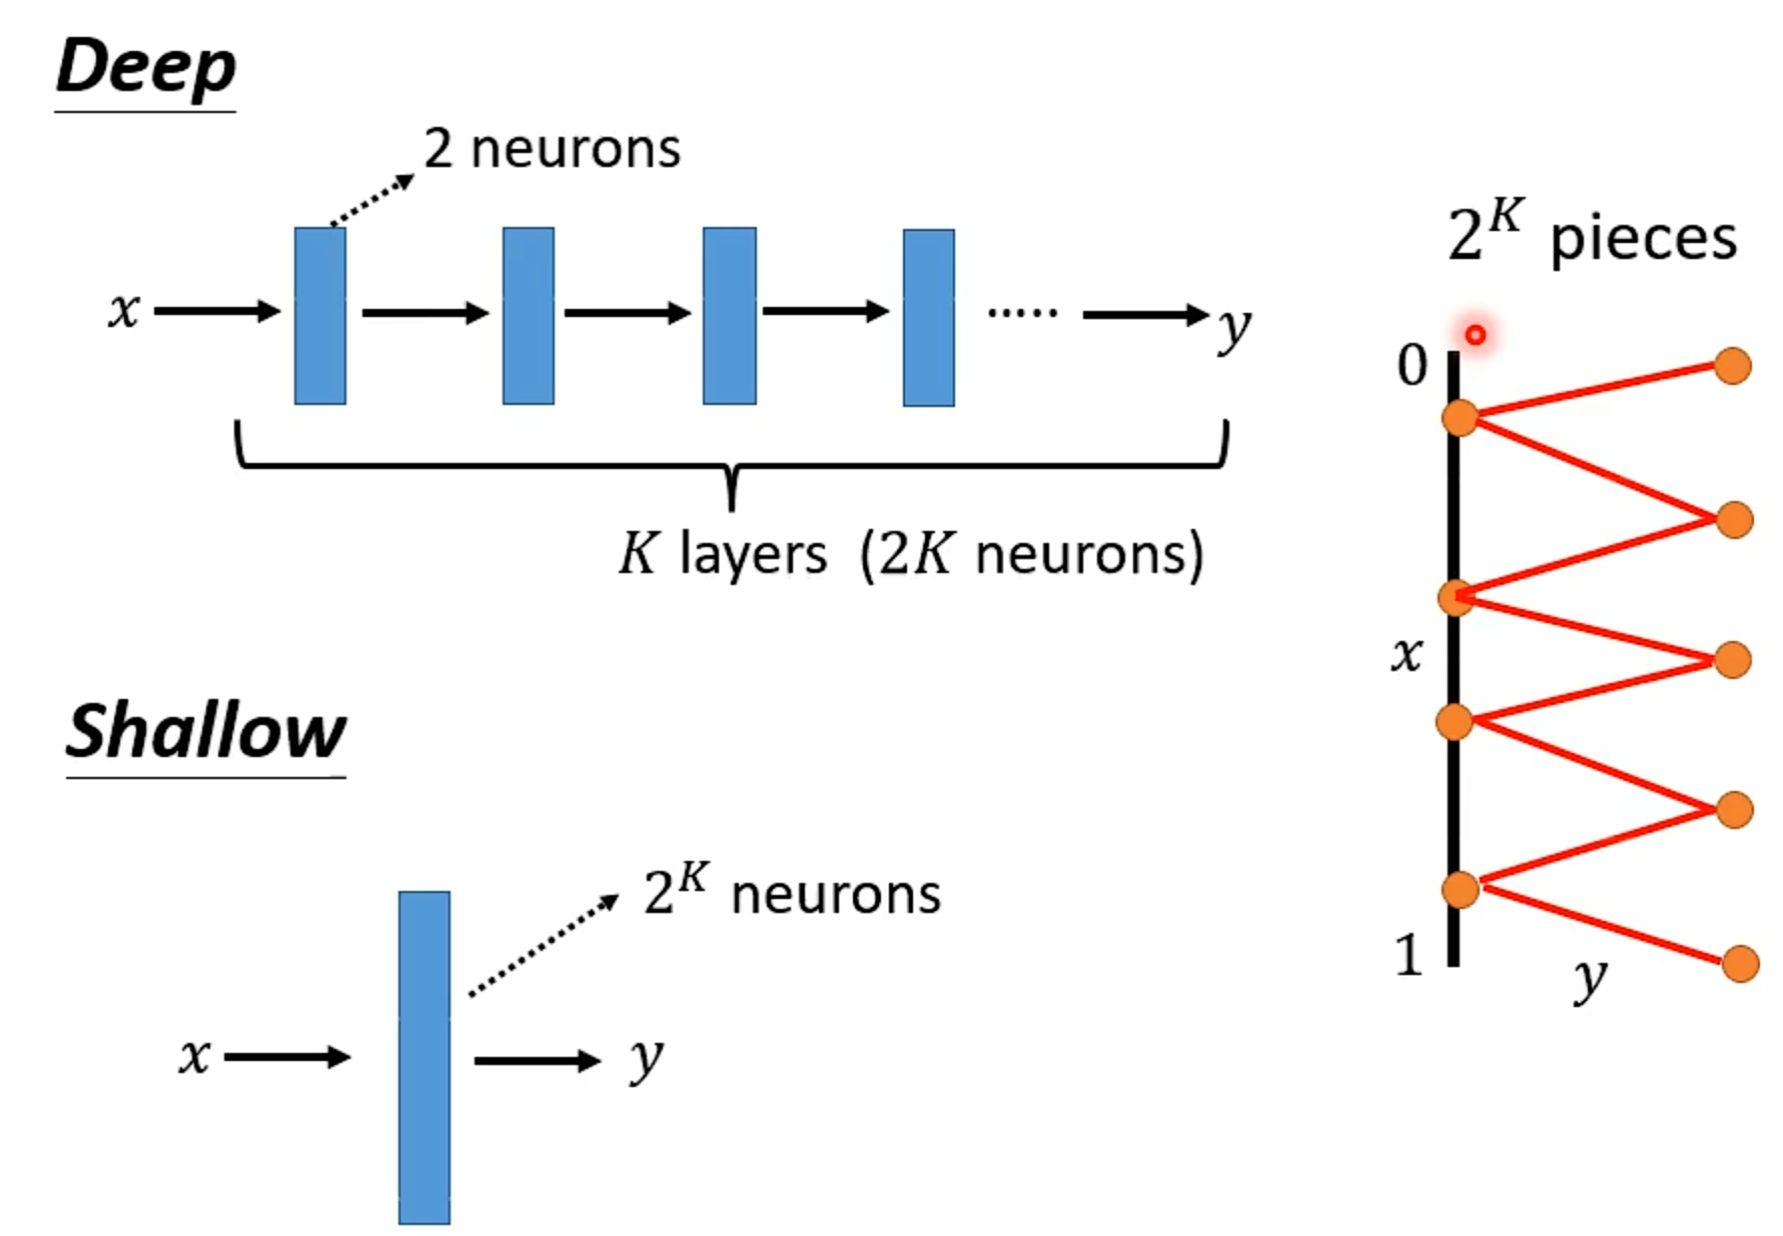 Deep
2 neurons
x
.....
y
K layers (2K neurons)
Shallow
2^K neurons
x
y
2^K pieces
0
x
1
y